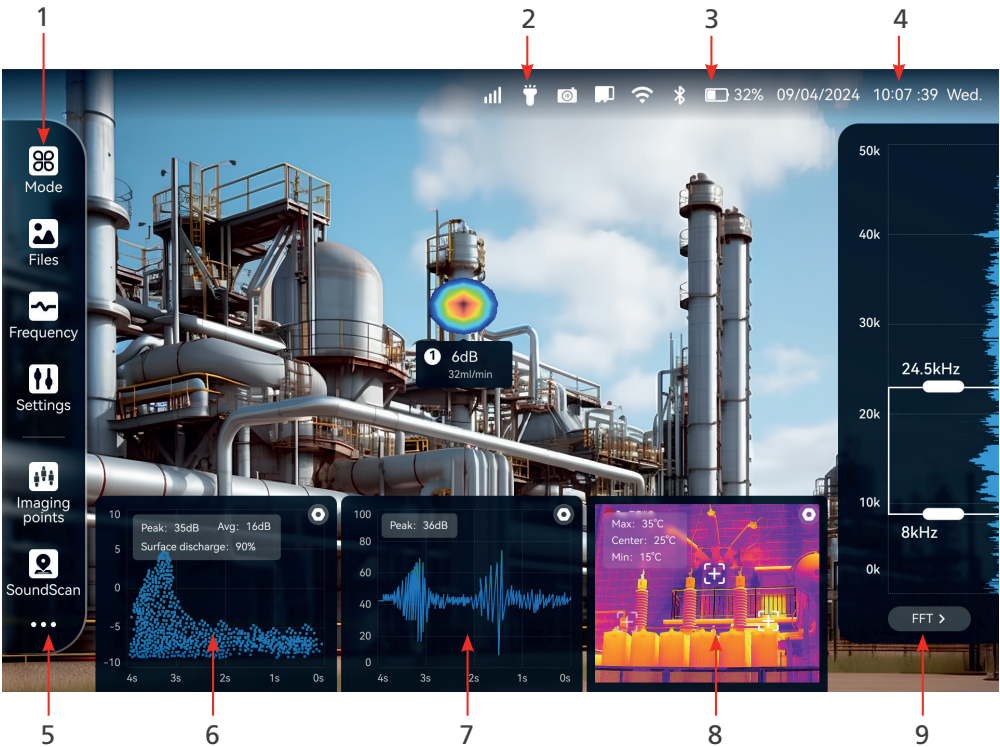 1
2
3
4
32% 09/04/2024 10:07 :39 Wed.
Mode
Files
Frequency
Settings
Imaging
points
SoundScan
1 6dB
32ml/min
50k
40k
30k
24.5kHz
20k
10k
8kHz
0k
FFT >
10
5
0
-5
-10
Peak: 35dB Avg: 16dB
Surface discharge: 90%
4s 3s 2s 1s 0s
100
80
60
40
20
0
Peak: 36dB
4s 3s 2s 1s 0s
Max: 35°C
Center: 25°C
Min: 15°C
5
6
7
8
9